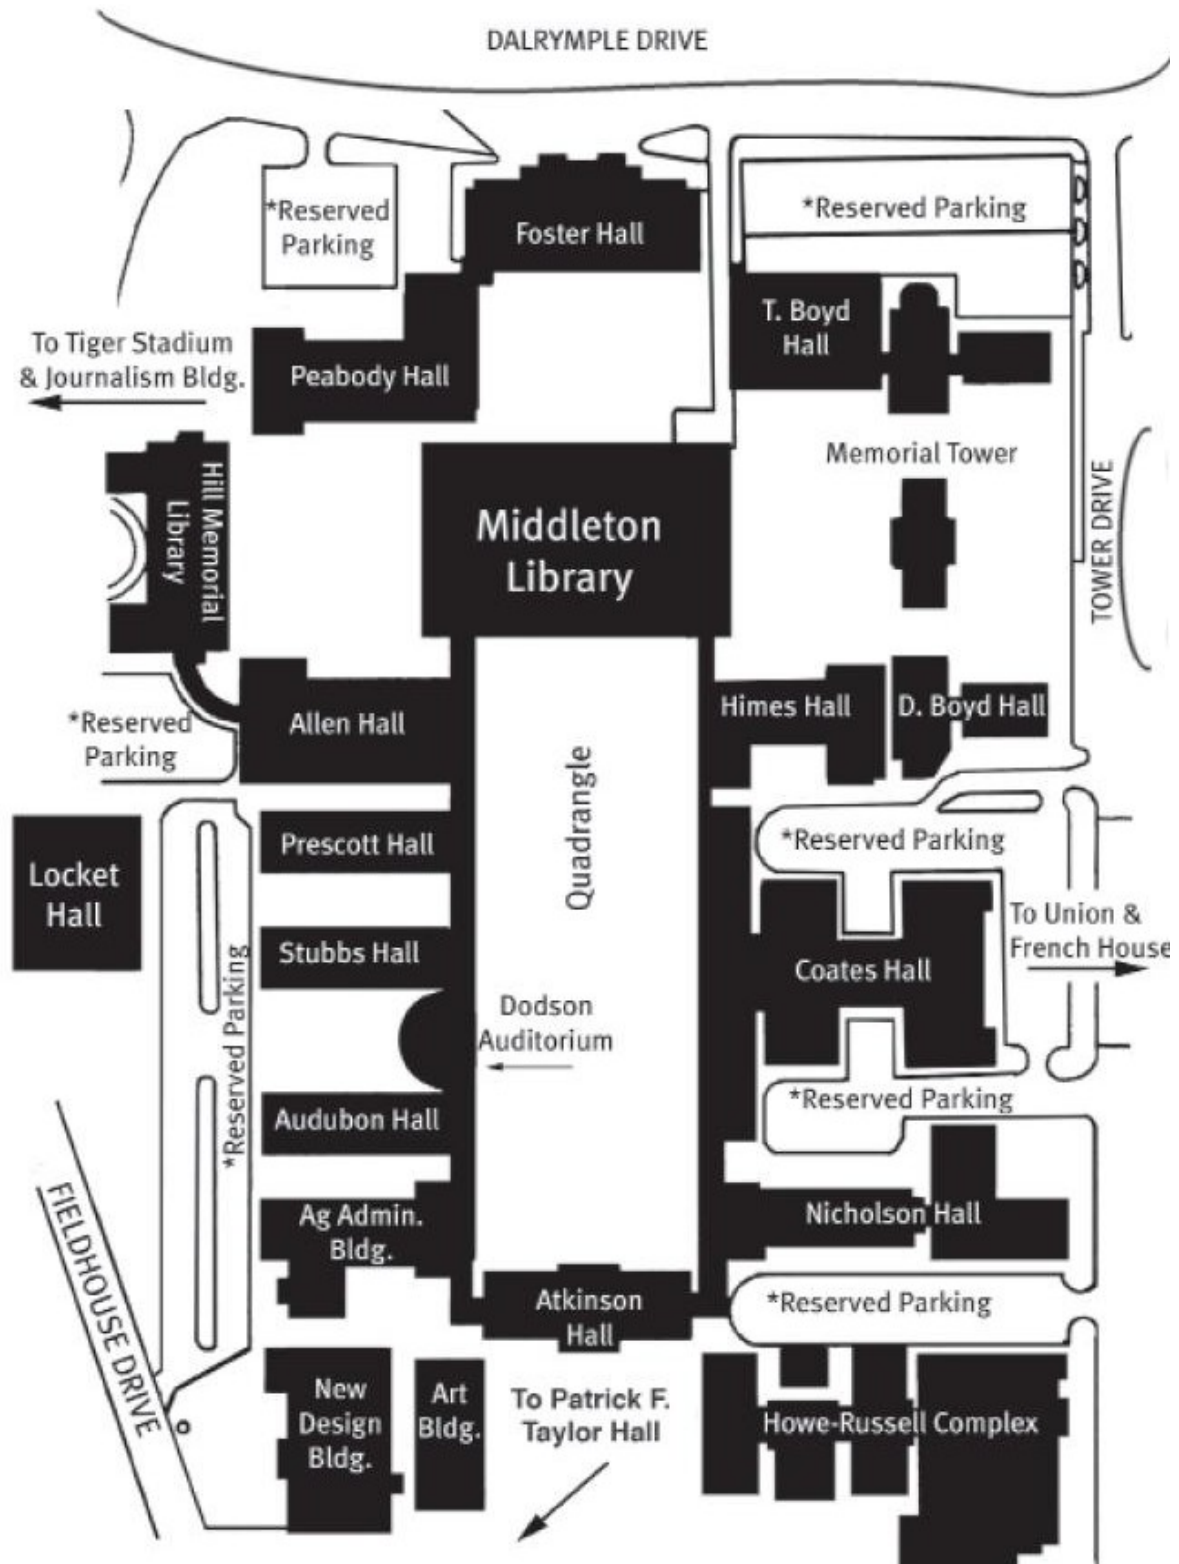 DALRYMPLE DRIVE
*Reserved
Parking
Foster Hall
*Reserved Parking
T. Boyd
Hall
To Tiger Stadium
& Journalism Bldg.
Peabody Hall
Memorial Tower
Hill Memorial
Library
Middleton
Library
TOWER DRIVE
*Reserved
Parking
Allen Hall
Himes Hall
D. Boyd Hall
Quadrangle
Prescott Hall
*Reserved Parking
Locket
Hall
To Union &
French House
Stubbs Hall
Coates Hall
*Reserved Parking
Dodson
Auditorium
Audubon Hall
*Reserved Parking
Ag Admin.
Bldg.
Nicholson Hall
FIELDHOUSE DRIVE
Atkinson
Hall
*Reserved Parking
New
Design
Bldg.
Art
Bldg.
To Patrick F.
Taylor Hall
Howe-Russell Complex